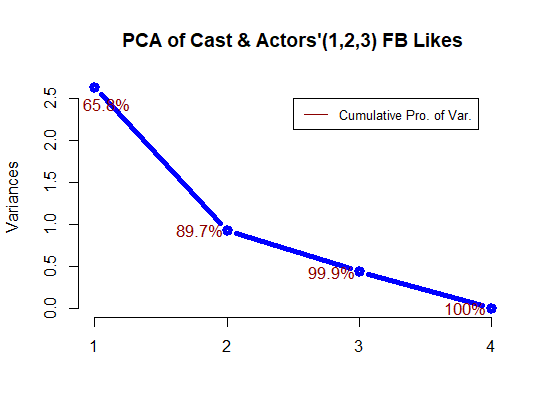 PCA of Cast & Actors'(1,2,3) FB Likes
Cumulative Pro. of Var.
Variances
2.5
2.0
1.5
1.0
0.5
0.0
65.8%
89.7%
99.9%
100%
1 2 3 4